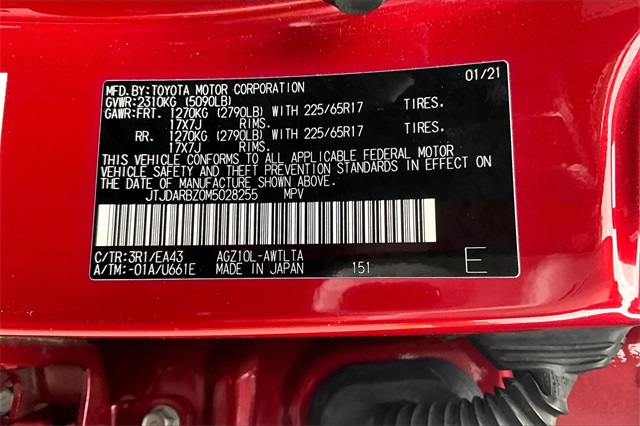 MFD.BY:TOYOTA MOTOR CORPORATION 01/21
GVWR:2310KG (5090LB)
GAWR:FRT. 1270KG (2790LB) WITH 225/65R17 TIRES,
17X7J RIMS,
RR. 1270KG (2790LB) WITH 225/65R17 TIRES,
17X7J RIMS,
THIS VEHICLE CONFORMS TO ALL APPLICABLE FEDERAL MOTOR
VEHICLE SAFETY AND THEFT PREVENTION STANDARDS IN EFFECT ON
THE DATE OF MANUFACTURE SHOWN ABOVE.
JTJDARBZ0M5028255 MPV
C/TR:3R1/EA43 AGZ10L-AWTLTA
A/TM:-01A/U661E MADE IN JAPAN 151 E